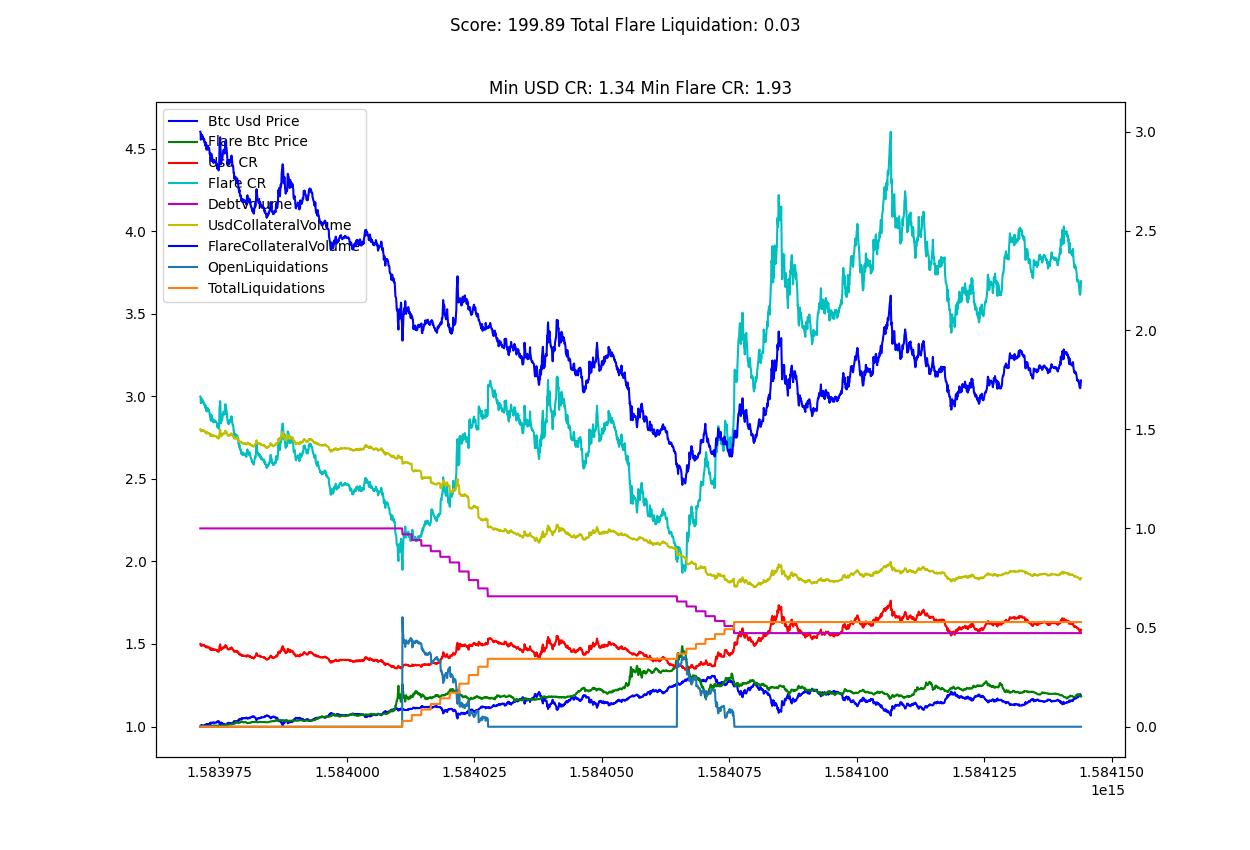 Score: 199.89 Total Flare Liquidation: 0.03
Min USD CR: 1.34 Min Flare CR: 1.93
Btc Usd Price
Flare Btc Price
Usd CR
Flare CR
DebtVolume
UsdCollateralVolume
FlareCollateralVolume
OpenLiquidations
TotalLiquidations
4.5
4.0
3.5
3.0
2.5
2.0
1.5
1.0
3.0
2.5
2.0
1.5
1.0
0.5
0.0
1.583975 1.584000 1.584025 1.584050 1.584075 1.584100 1.584125 1.584150
1e15